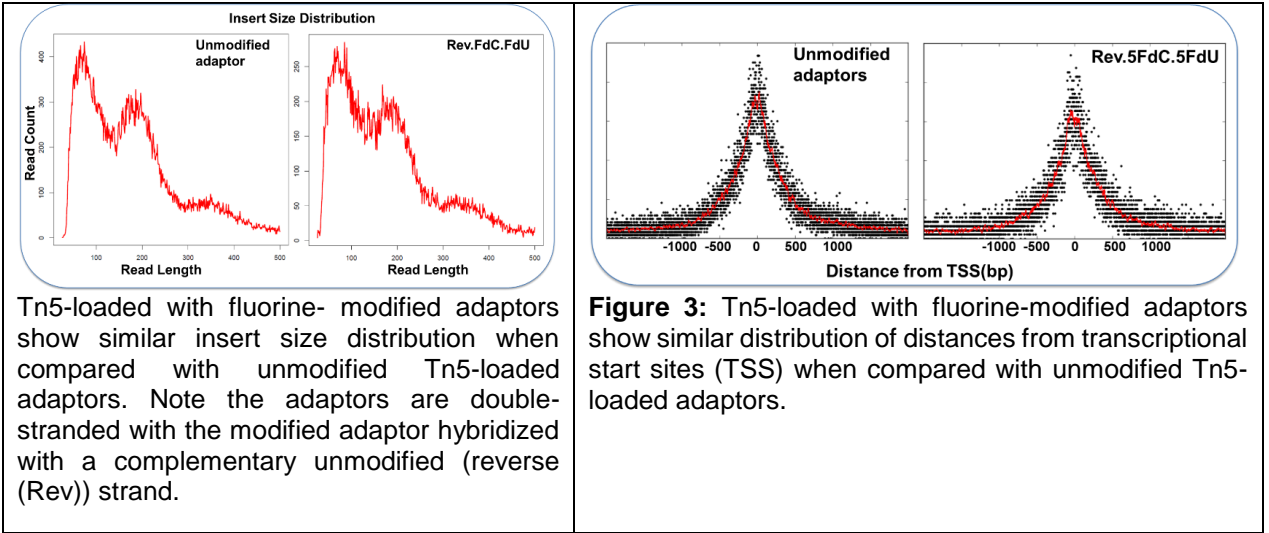 Insert Size Distribution
Unmodified
adaptor
Rev.FdC.FdU
Read Count
400
300
200
100
0
250
200
150
100
50
0
100 200 300 400 500
100 200 300 400 500
Read Length
Read Length
Tn5-loaded with fluorine- modified adaptors
show similar insert size distribution when
compared with unmodified Tn5-loaded
adaptors. Note the adaptors are double-
stranded with the modified adaptor hybridized
with a complementary unmodified (reverse
(Rev)) strand.
Unmodified
adaptors
Rev.5FdC.5FdU
-1000 -500 0 500 1000
-1000 -500 0 500 1000
Distance from TSS(bp)
Figure 3: Tn5-loaded with fluorine-modified adaptors
show similar distribution of distances from transcriptional
start sites (TSS) when compared with unmodified Tn5-
loaded adaptors.